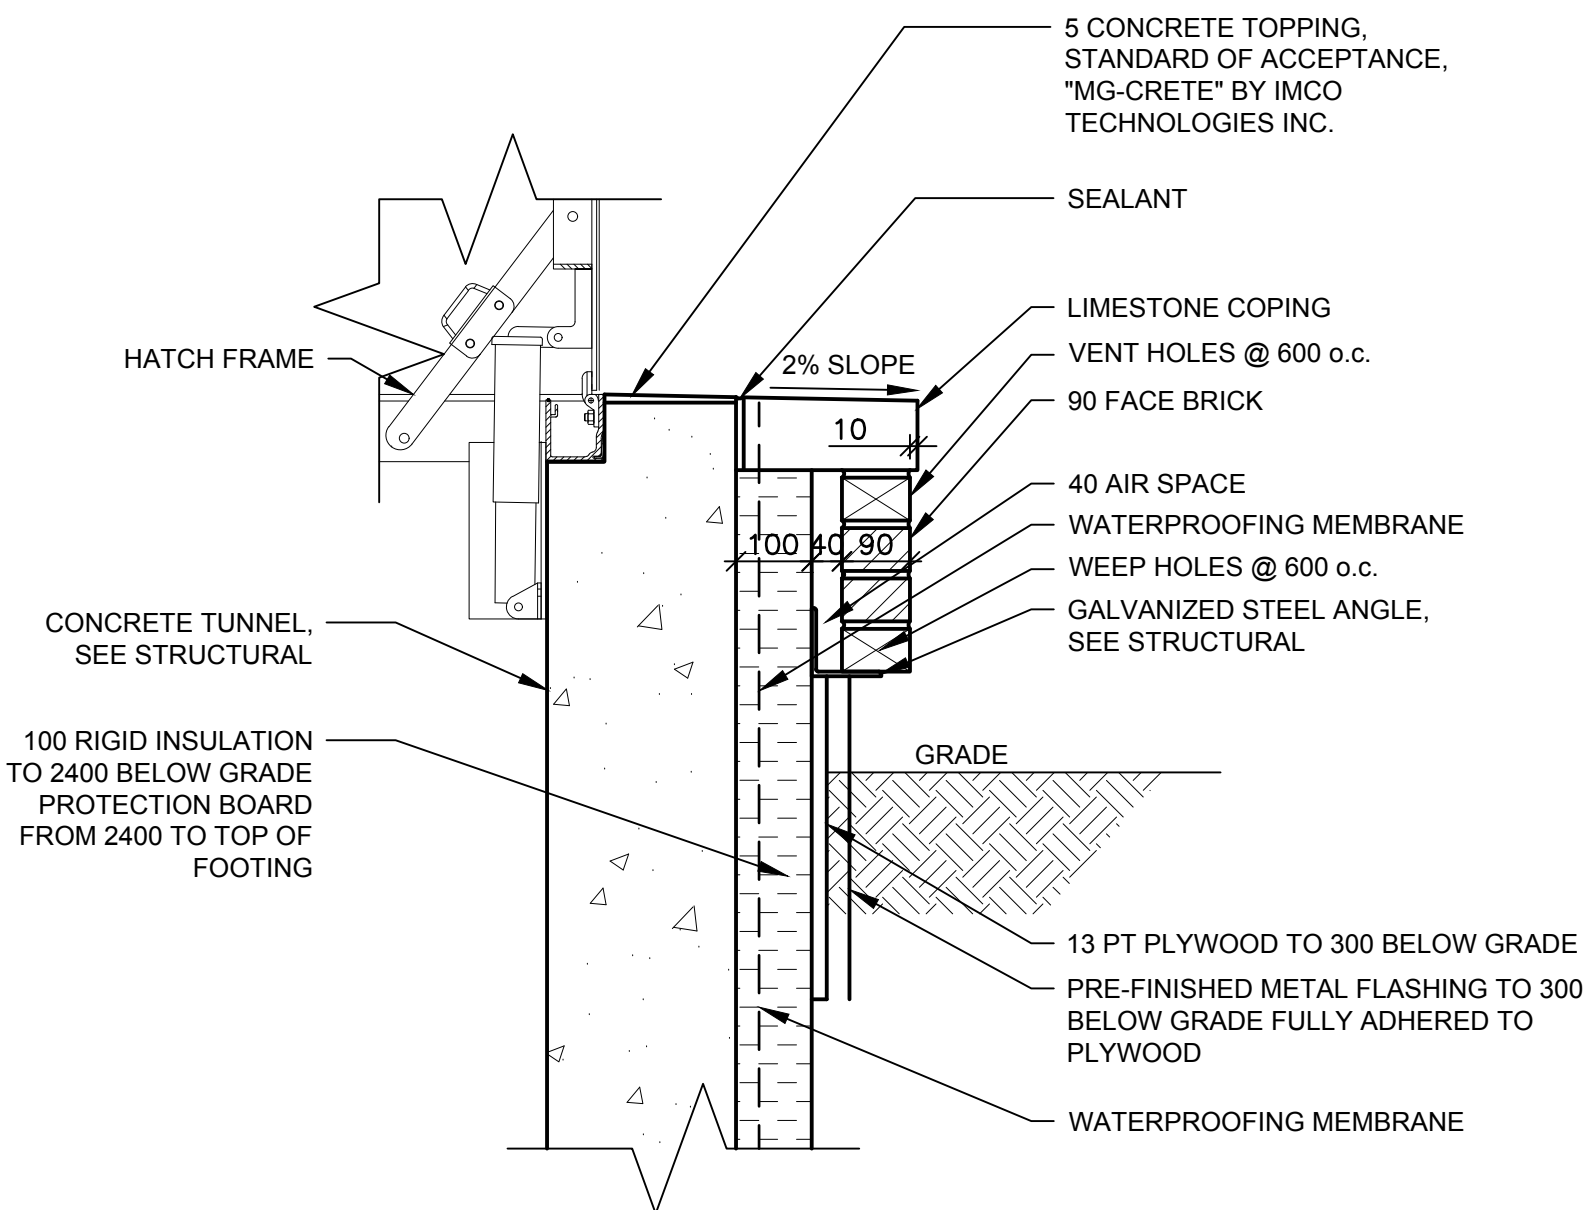 5 CONCRETE TOPPING,
STANDARD OF ACCEPTANCE,
"MG-CRETE" BY IMCO
TECHNOLOGIES INC.
SEALANT
LIMESTONE COPING
HATCH FRAME
2% SLOPE
VENT HOLES @ 600 o.c.
90 FACE BRICK
10
40 AIR SPACE
WATERPROOFING MEMBRANE
100 40 90
WEEP HOLES @ 600 o.c.
GALVANIZED STEEL ANGLE,
SEE STRUCTURAL
CONCRETE TUNNEL,
SEE STRUCTURAL
100 RIGID INSULATION
TO 2400 BELOW GRADE
PROTECTION BOARD
FROM 2400 TO TOP OF
FOOTING
GRADE
13 PT PLYWOOD TO 300 BELOW GRADE
PRE-FINISHED METAL FLASHING TO 300
BELOW GRADE FULLY ADHERED TO
PLYWOOD
WATERPROOFING MEMBRANE